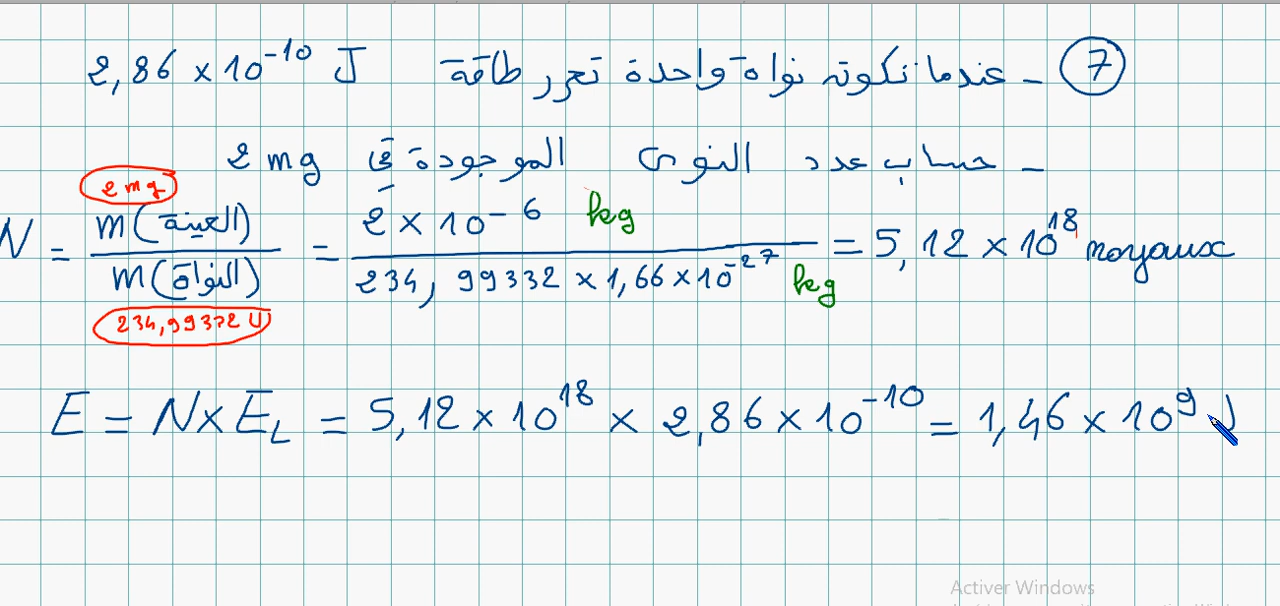 ⑦ - عندما تكونه نواة واحدة تحرر طاقة 2,86 × 10⁻¹⁰ J
- حساب عدد النوى الموجودة في 2 mg
2 mg
N = m(العينة) / m(النواة) = 2 × 10⁻⁶ kg / 234,99332 × 1,66 × 10⁻²⁷ kg = 5,12 × 10¹⁸ noyaux
234,99332 U
E = N × E_L = 5,12 × 10¹⁸ × 2,86 × 10⁻¹⁰ = 1,46 × 10⁹ J
Activer Windows